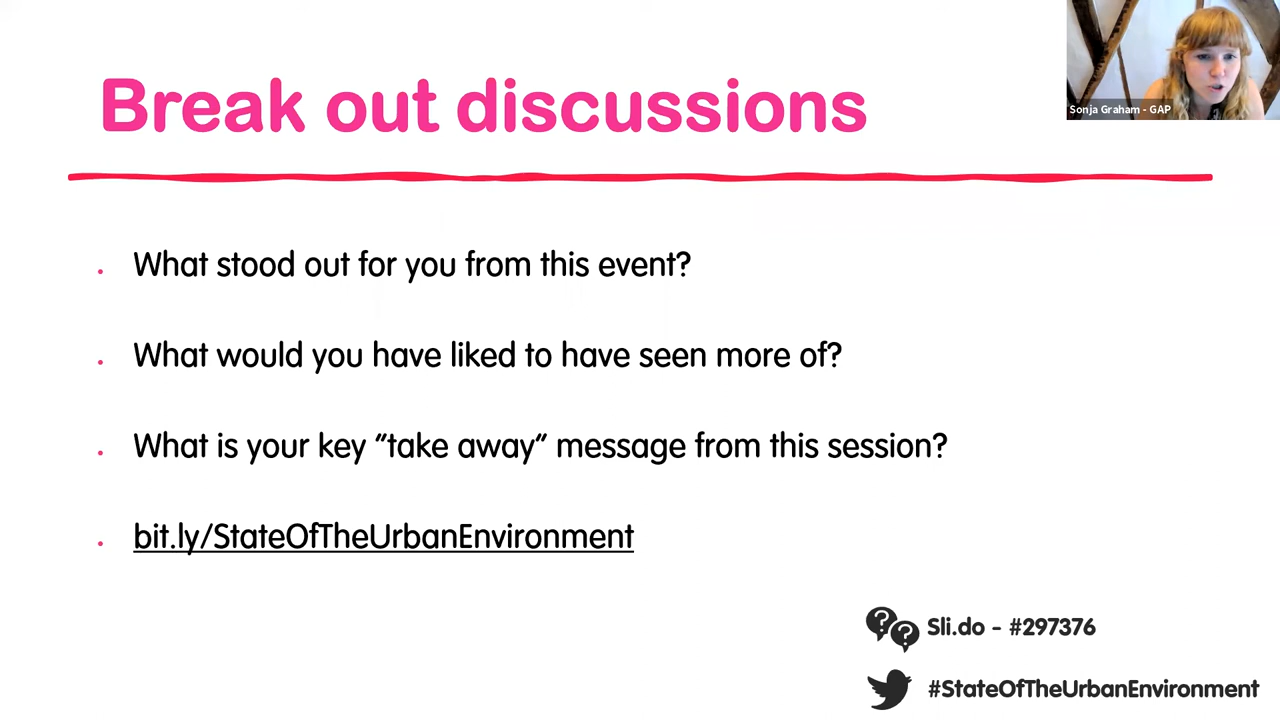 Sonja Graham - GAP
Break out discussions
What stood out for you from this event?
What would you have liked to have seen more of?
What is your key “take away” message from this session?
bit.ly/StateOfTheUrbanEnvironment
Sli.do - #297376
#StateOfTheUrbanEnvironment